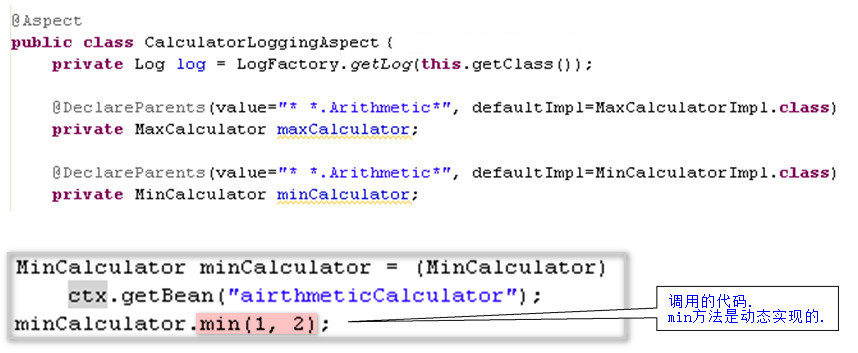 @Aspect
public class CalculatorLoggingAspect {
private Log log = LogFactory.getLog(this.getClass());
@DeclareParents(value="* *.Arithmetic*", defaultImpl=MaxCalculatorImpl.class)
private MaxCalculator maxCalculator;
@DeclareParents(value="* *.Arithmetic*", defaultImpl=MinCalculatorImpl.class)
private MinCalculator minCalculator;
MinCalculator minCalculator = (MinCalculator)
ctx.getBean("airthmeticCalculator");
minCalculator.min(1, 2);
调用的代码.
min方法是动态实现的.